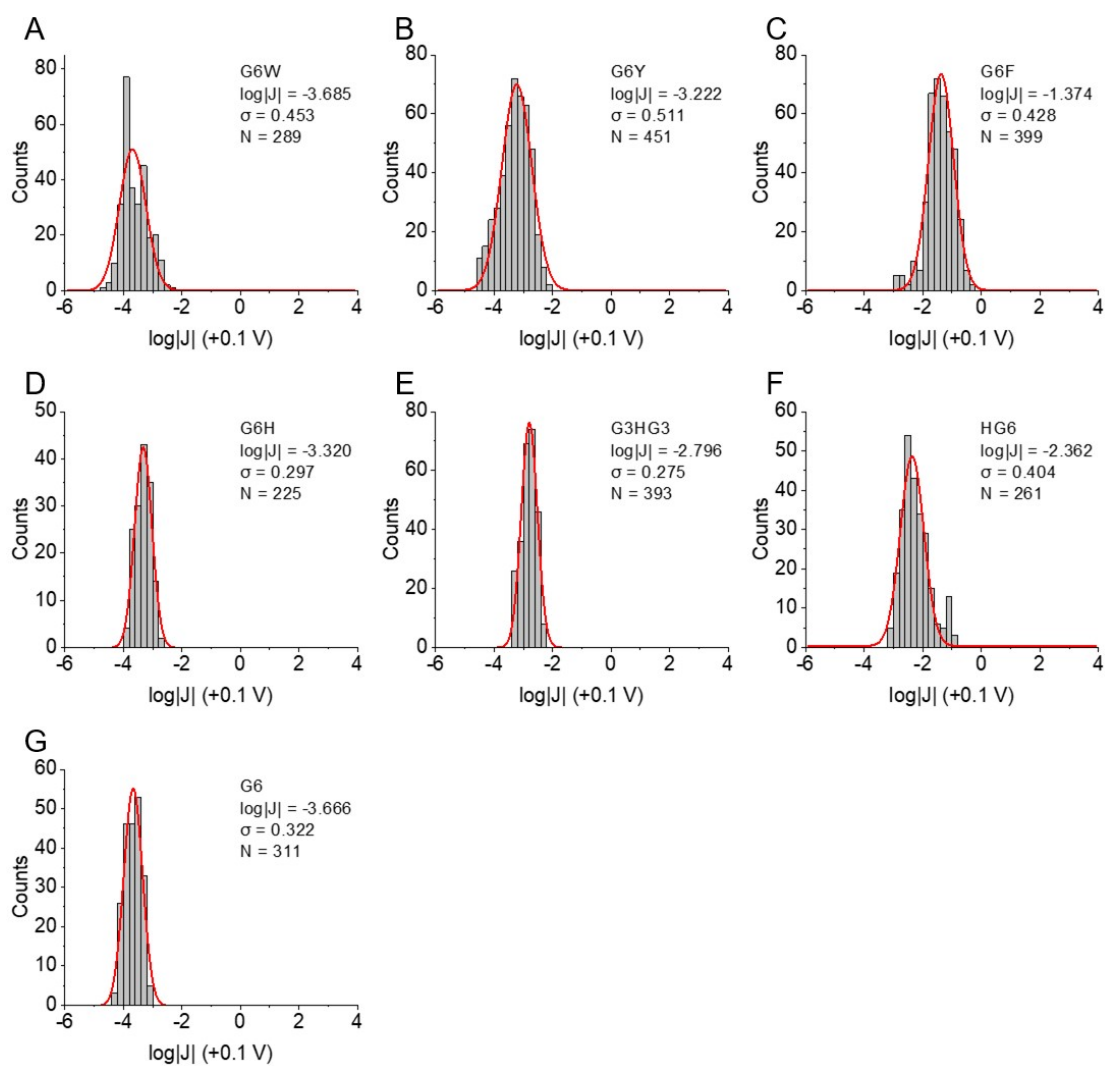 A
G6W
log|J| = -3.685
σ = 0.453
N = 289
80
60
40
20
0
Counts
-6 -4 -2 0 2 4
log|J| (+0.1 V)
B
G6Y
log|J| = -3.222
σ = 0.511
N = 451
80
60
40
20
0
Counts
-6 -4 -2 0 2 4
log|J| (+0.1 V)
C
G6F
log|J| = -1.374
σ = 0.428
N = 399
80
60
40
20
0
Counts
-6 -4 -2 0 2 4
log|J| (+0.1 V)
D
G6H
log|J| = -3.320
σ = 0.297
N = 225
50
40
30
20
10
0
Counts
-6 -4 -2 0 2 4
log|J| (+0.1 V)
E
G3HG3
log|J| = -2.796
σ = 0.275
N = 393
80
60
40
20
0
Counts
-6 -4 -2 0 2 4
log|J| (+0.1 V)
F
HG6
log|J| = -2.362
σ = 0.404
N = 261
60
50
40
30
20
10
0
Counts
-6 -4 -2 0 2 4
log|J| (+0.1 V)
G
G6
log|J| = -3.666
σ = 0.322
N = 311
60
50
40
30
20
10
0
Counts
-6 -4 -2 0 2 4
log|J| (+0.1 V)